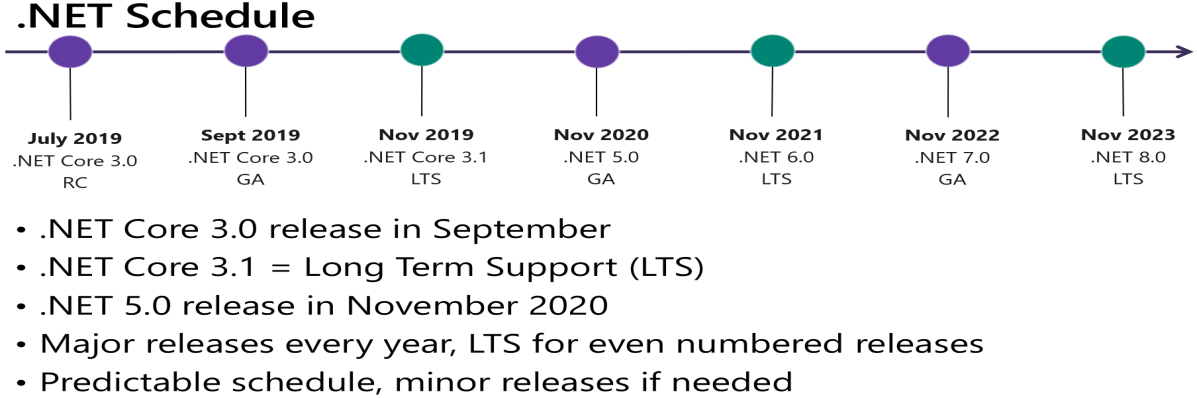 .NET Schedule
July 2019
.NET Core 3.0
RC
Sept 2019
.NET Core 3.0
GA
Nov 2019
.NET Core 3.1
LTS
Nov 2020
.NET 5.0
GA
Nov 2021
.NET 6.0
LTS
Nov 2022
.NET 7.0
GA
Nov 2023
.NET 8.0
LTS
• .NET Core 3.0 release in September
• .NET Core 3.1 = Long Term Support (LTS)
• .NET 5.0 release in November 2020
• Major releases every year, LTS for even numbered releases
• Predictable schedule, minor releases if needed